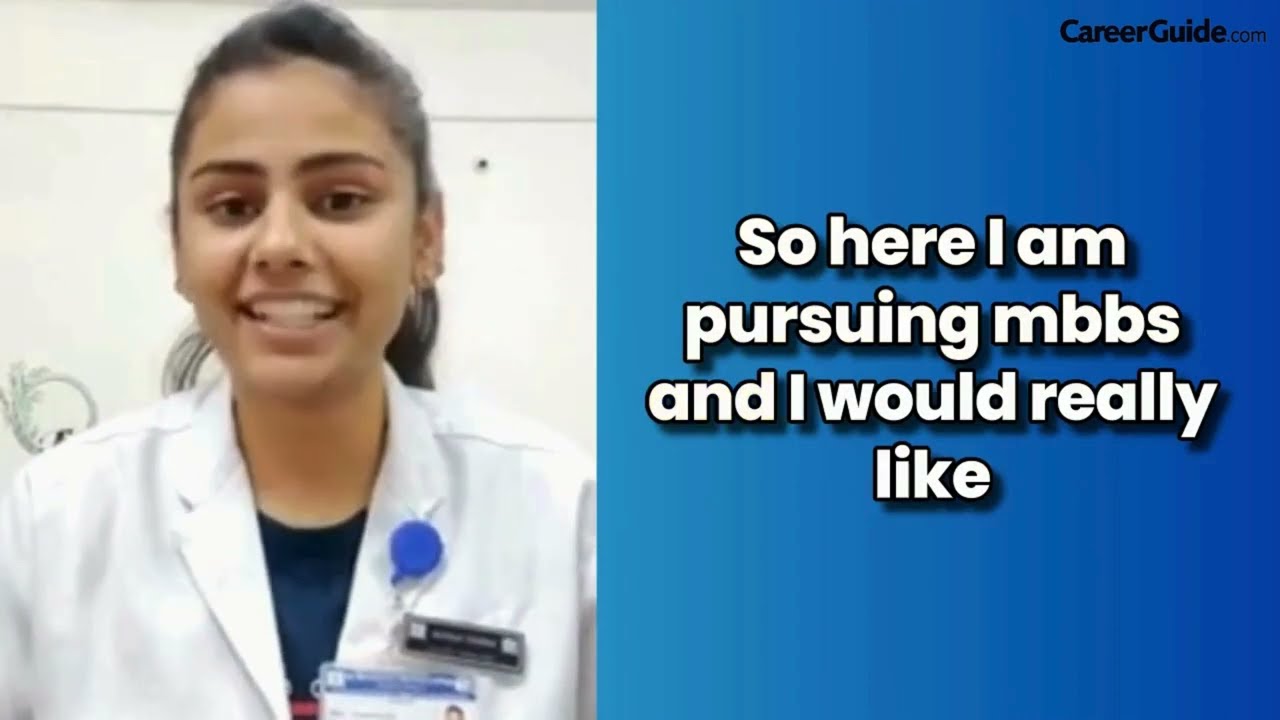 CareerGuide.com
So here I am
pursuing mbbs
and I would really
like